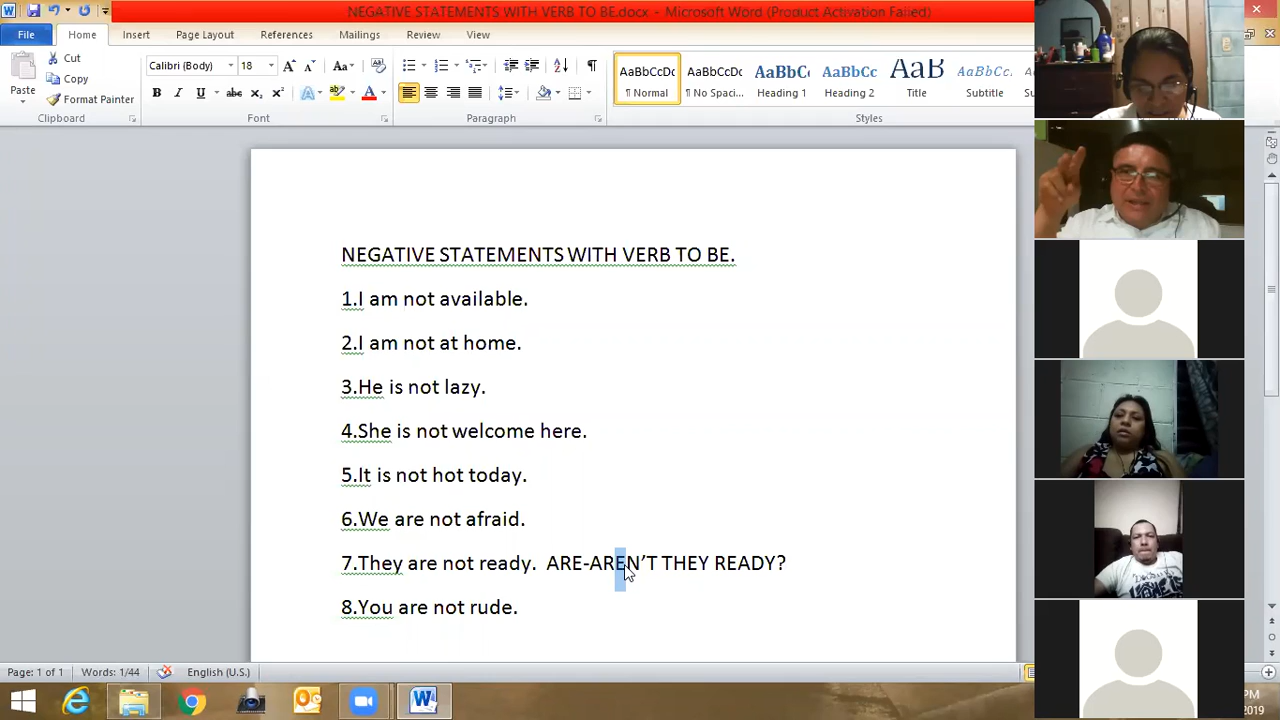 NEGATIVE STATEMENTS WITH VERB TO BE.docx - Microsoft Word (Product Activation Failed)
File Home Insert Page Layout References Mailings Review View
Cut
Copy
Format Painter
Paste
Calibri (Body) 18
AaBbCcDc AaBbCcDc AaBbC AaBbCc AaB AaBbCc.
¶ Normal ¶ No Spaci... Heading 1 Heading 2 Title Subtitle
Clipboard Font Paragraph Styles
NEGATIVE STATEMENTS WITH VERB TO BE.
1.I am not available.
2.I am not at home.
3.He is not lazy.
4.She is not welcome here.
5.It is not hot today.
6.We are not afraid.
7.They are not ready. ARE-AREN'T THEY READY?
8.You are not rude.
Page: 1 of 1 Words: 1/44 English (U.S.)
PM
2019